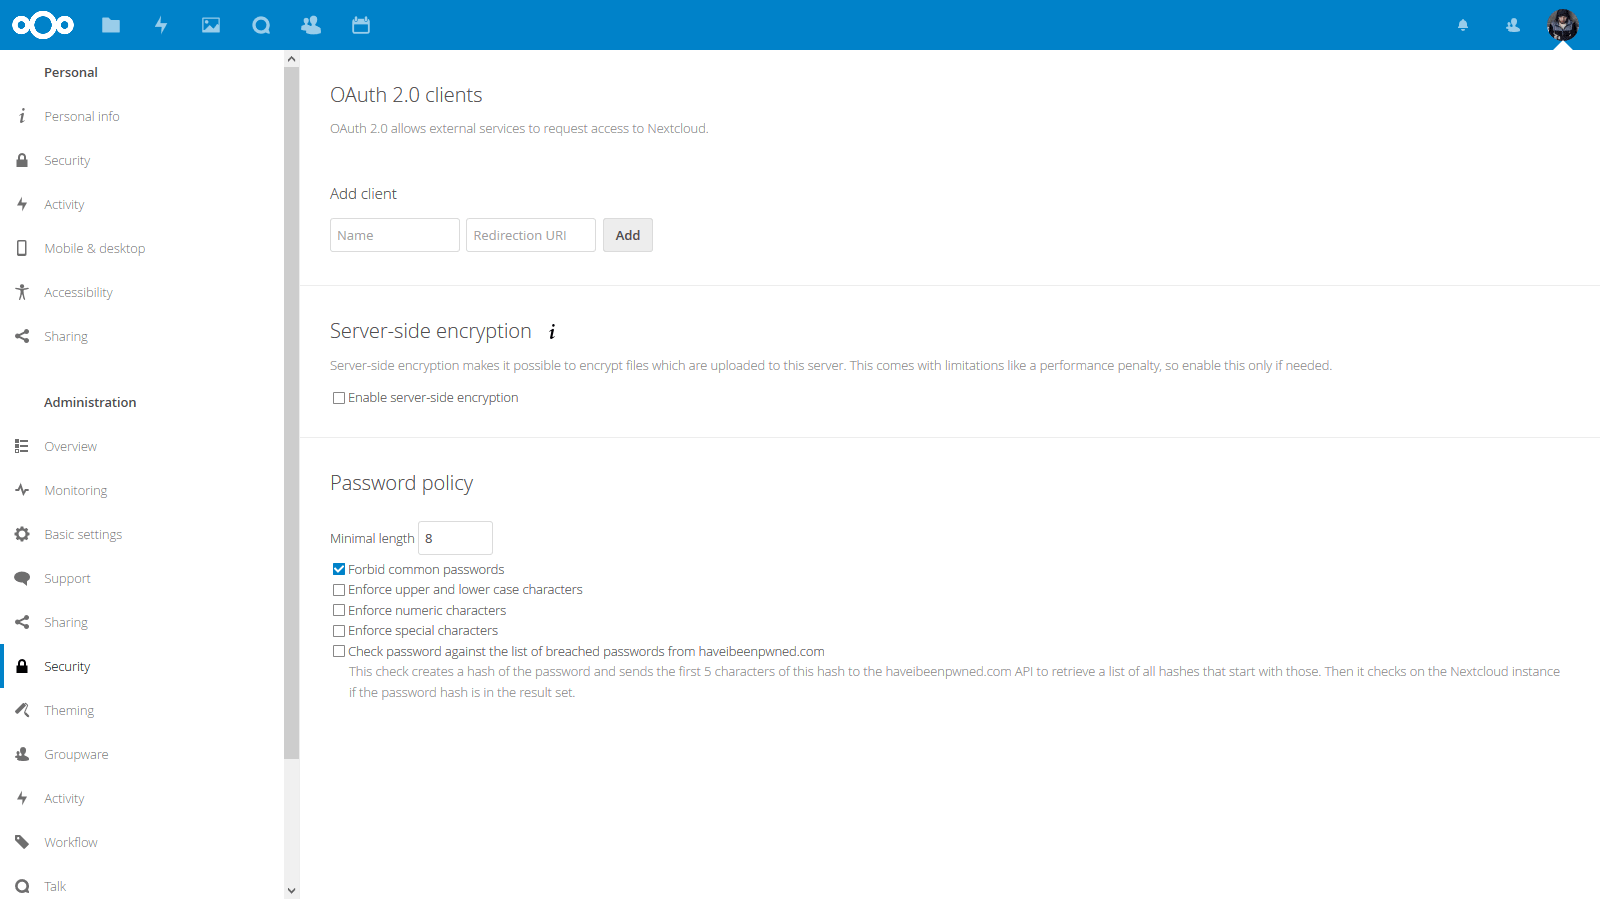 Personal
Personal info
Security
Activity
Mobile & desktop
Accessibility
Sharing
Administration
Overview
Monitoring
Basic settings
Support
Sharing
Security
Theming
Groupware
Activity
Workflow
Talk
OAuth 2.0 clients
OAuth 2.0 allows external services to request access to Nextcloud.
Add client
Name Redirection URI Add
Server-side encryption i
Server-side encryption makes it possible to encrypt files which are uploaded to this server. This comes with limitations like a performance penalty, so enable this only if needed.
Enable server-side encryption
Password policy
Minimal length 8
Forbid common passwords
Enforce upper and lower case characters
Enforce numeric characters
Enforce special characters
Check password against the list of breached passwords from haveibeenpwned.com
This check creates a hash of the password and sends the first 5 characters of this hash to the haveibeenpwned.com API to retrieve a list of all hashes that start with those. Then it checks on the Nextcloud instance
if the password hash is in the result set.